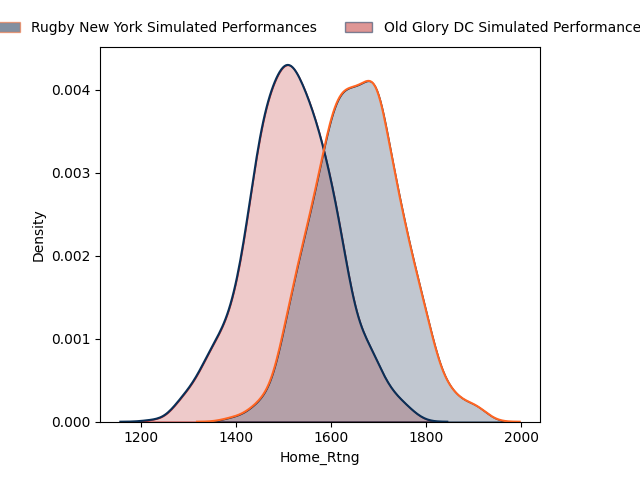 Rugby New York Simulated Performances
Old Glory DC Simulated Performance
0.004
0.003
0.002
0.001
0.000
Density
1200 1400 1600 1800 2000
Home_Rtng